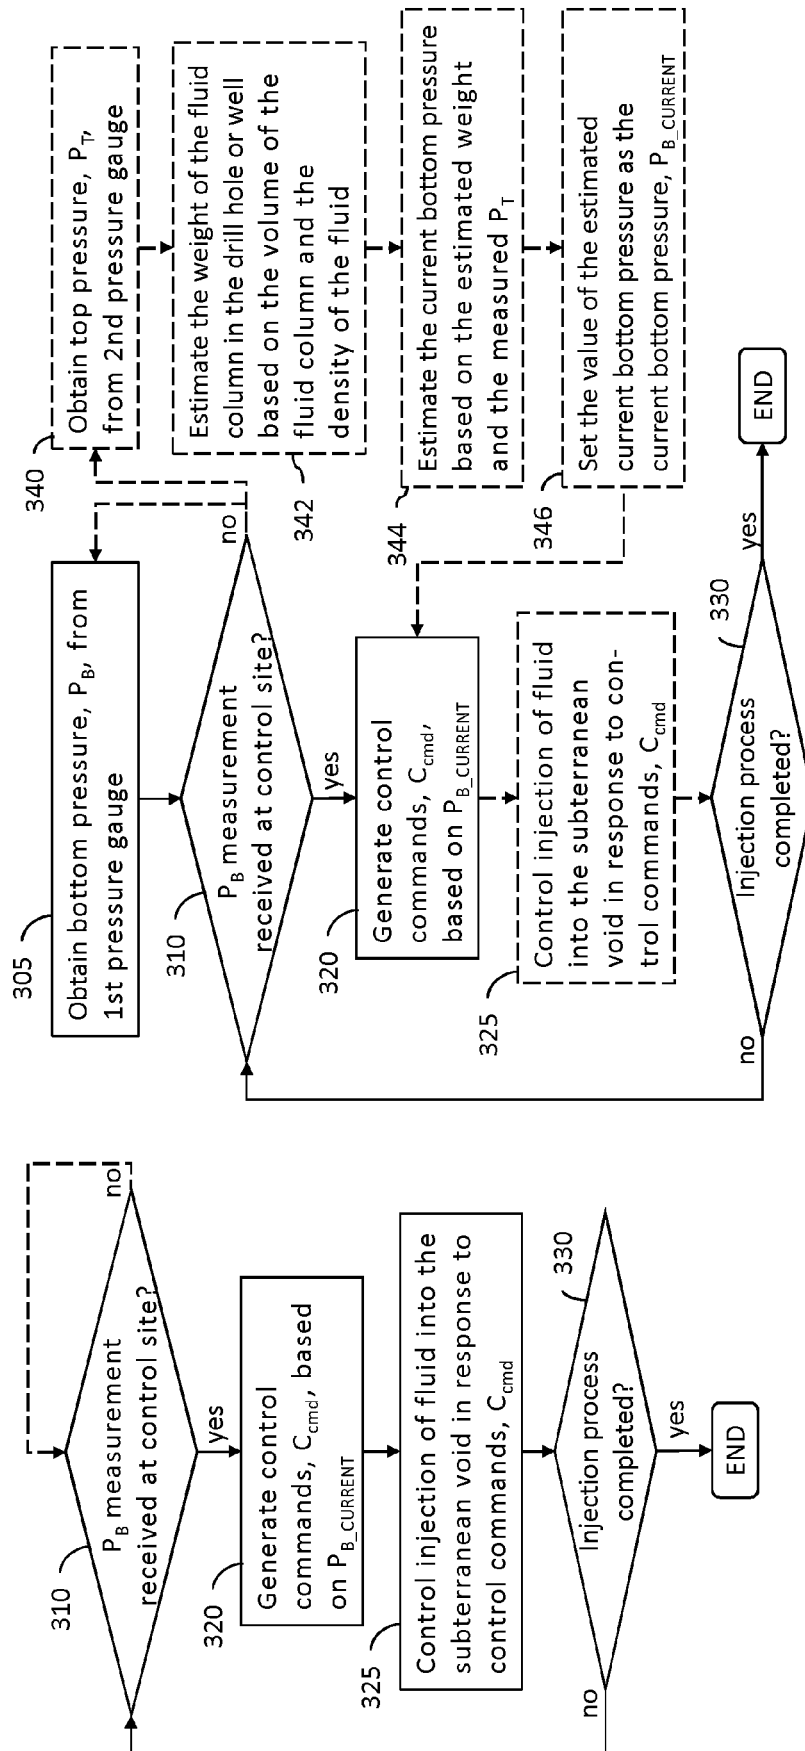 310
P_B measurement
received at control site?
no
yes
320
Generate control
commands, C_cmd, based
on P_B_CURRENT
325
Control injection of fluid into the
subterranean void in response to
control commands, C_cmd
330
Injection process
completed?
no
yes
END
305
Obtain bottom pressure, P_B, from
1st pressure gauge
310
P_B measurement
received at control site?
no
yes
320
Generate control
commands, C_cmd,
based on P_B_CURRENT
325
Control injection of fluid
into the subterranean
void in response to con-
trol commands, C_cmd
330
Injection process
completed?
no
yes
END
340
Obtain top pressure, P_T,
from 2nd pressure gauge
342
Estimate the weight of the fluid
column in the drill hole or well
based on the volume of the
fluid column and the
density of the fluid
344
Estimate the current bottom pressure
based on the estimated weight
and the measured P_T
346
Set the value of the estimated
current bottom pressure as the
current bottom pressure, P_B_CURRENT